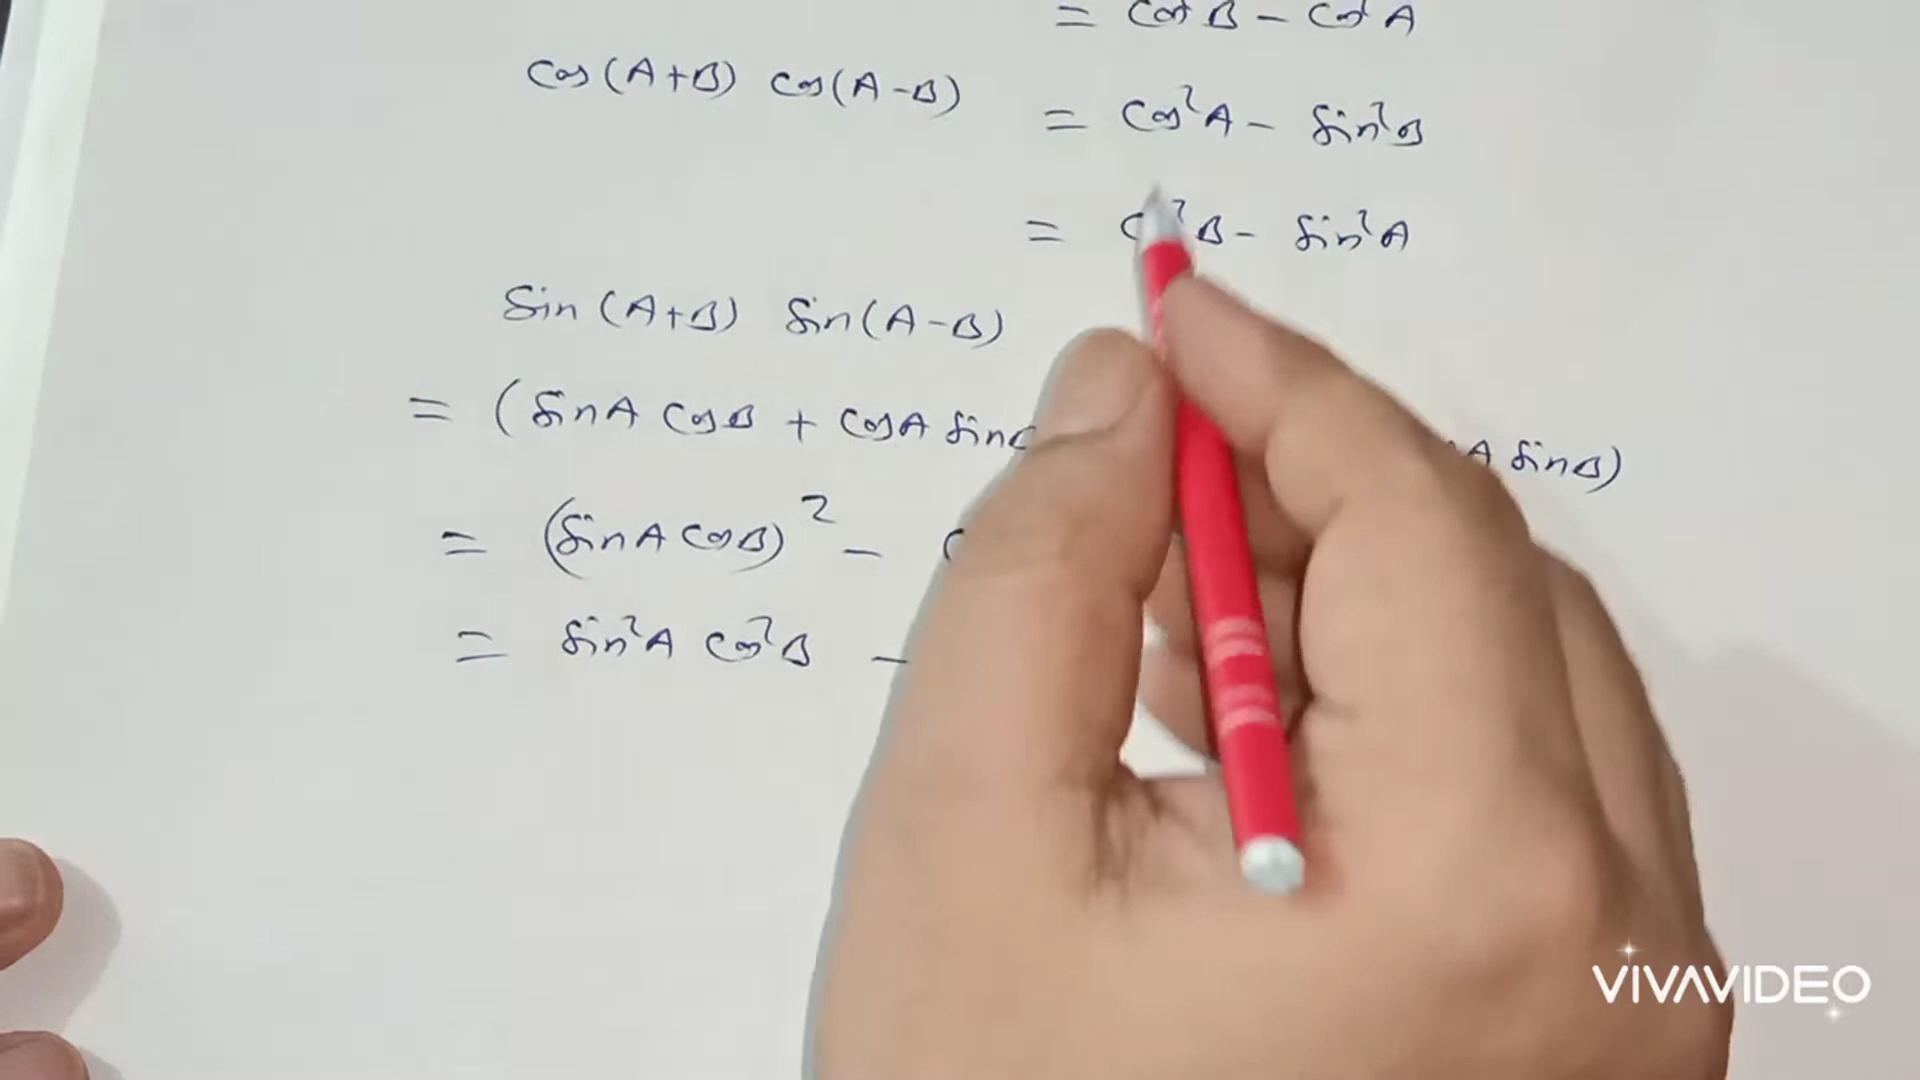 = cot B - cot A
cos(A+B) cos(A-B)
= cos²A - sin²B
= c ²B - sin²A
sin(A+B) sin(A-B)
= (sinA cosB + cosA sin A sinB)
= (sinA cosB)² - (
= sin²A cos²B -
VIVAVIDEO